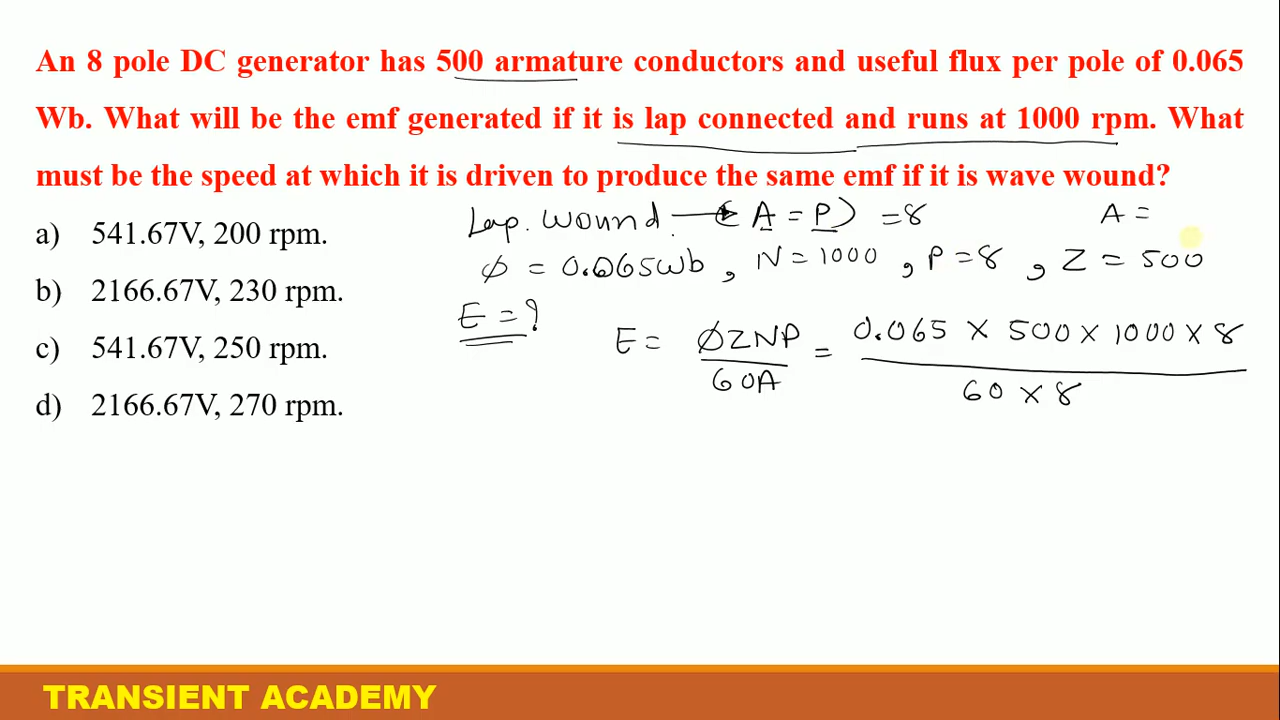 An 8 pole DC generator has 500 armature conductors and useful flux per pole of 0.065
Wb. What will be the emf generated if it is lap connected and runs at 1000 rpm. What
must be the speed at which it is driven to produce the same emf if it is wave wound?
a) 541.67V, 200 rpm.
b) 2166.67V, 230 rpm.
c) 541.67V, 250 rpm.
d) 2166.67V, 270 rpm.
Lap. wound. → (A = P) = 8
A =
φ = 0.065wb, N = 1000, P = 8, Z = 500
E = ?
E = φZNP / 60A = 0.065 × 500 × 1000 × 8 / 60 × 8
TRANSIENT ACADEMY